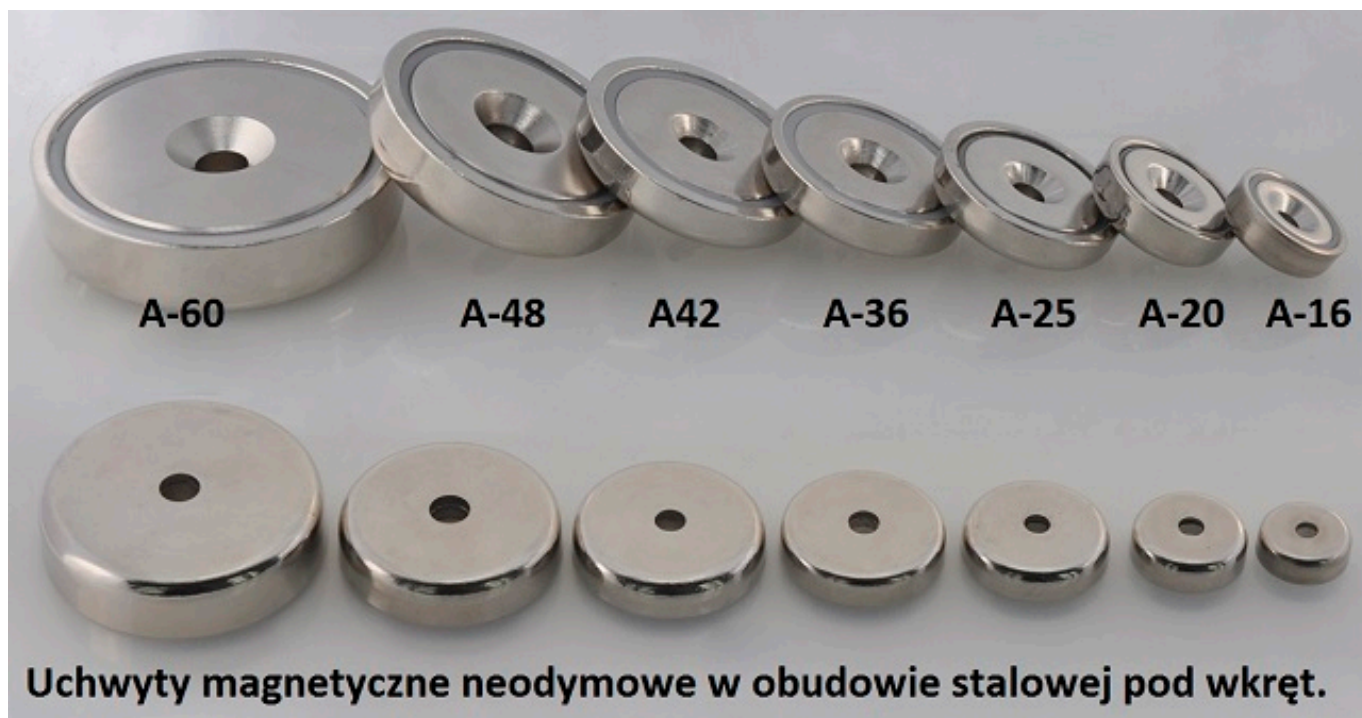 A-60 A-48 A42 A-36 A-25 A-20 A-16
Uchwyty magnetyczne neodymowe w obudowie stalowej pod wkręt.